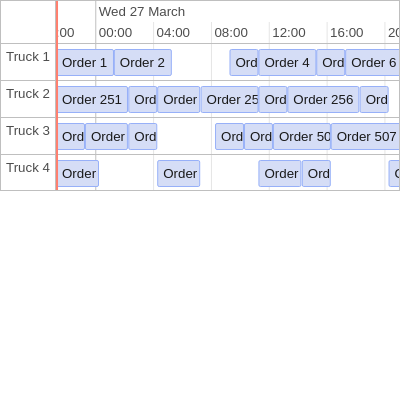 Wed 27 March
00 00:00 04:00 08:00 12:00 16:00 20
Truck 1 Order 1 Order 2 Ord Order 4 Ord Order 6
Truck 2 Order 251 Ord Order Order 25 Ord Order 256 Ord
Truck 3 Ord Order Ord Ord Ord Order 50 Order 507
Truck 4 Order Order Order Ord